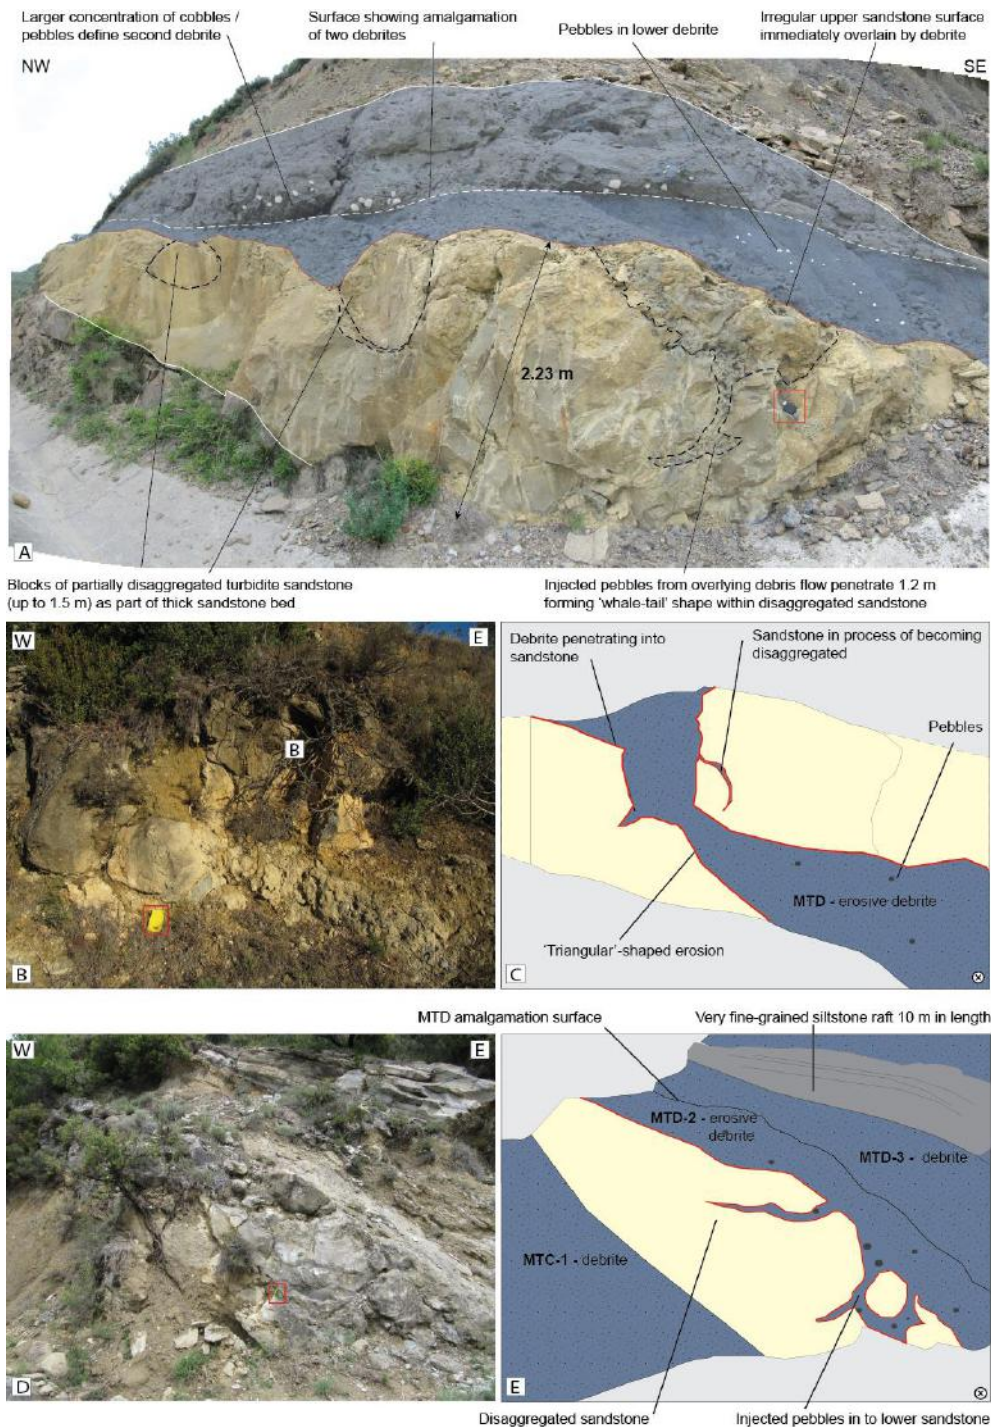 Larger concentration of cobbles /
pebbles define second debrite
Surface showing amalgamation
of two debrites
Pebbles in lower debrite
Irregular upper sandstone surface
immediately overlain by debrite
NW
SE
2.23 m
A
Blocks of partially disaggregated turbidite sandstone
(up to 1.5 m) as part of thick sandstone bed
Injected pebbles from overlying debris flow penetrate 1.2 m
forming 'whale-tail' shape within disaggregated sandstone
W
E
B
B
Debrite penetrating into
sandstone
Sandstone in process of becoming
disaggregated
Pebbles
MTD - erosive debrite
'Triangular'-shaped erosion
C
MTD amalgamation surface
Very fine-grained siltstone raft 10 m in length
W
E
D
MTD-2 - erosive
debrite
MTD-3 - debrite
MTC-1 - debrite
E
Disaggregated sandstone
Injected pebbles in to lower sandstone